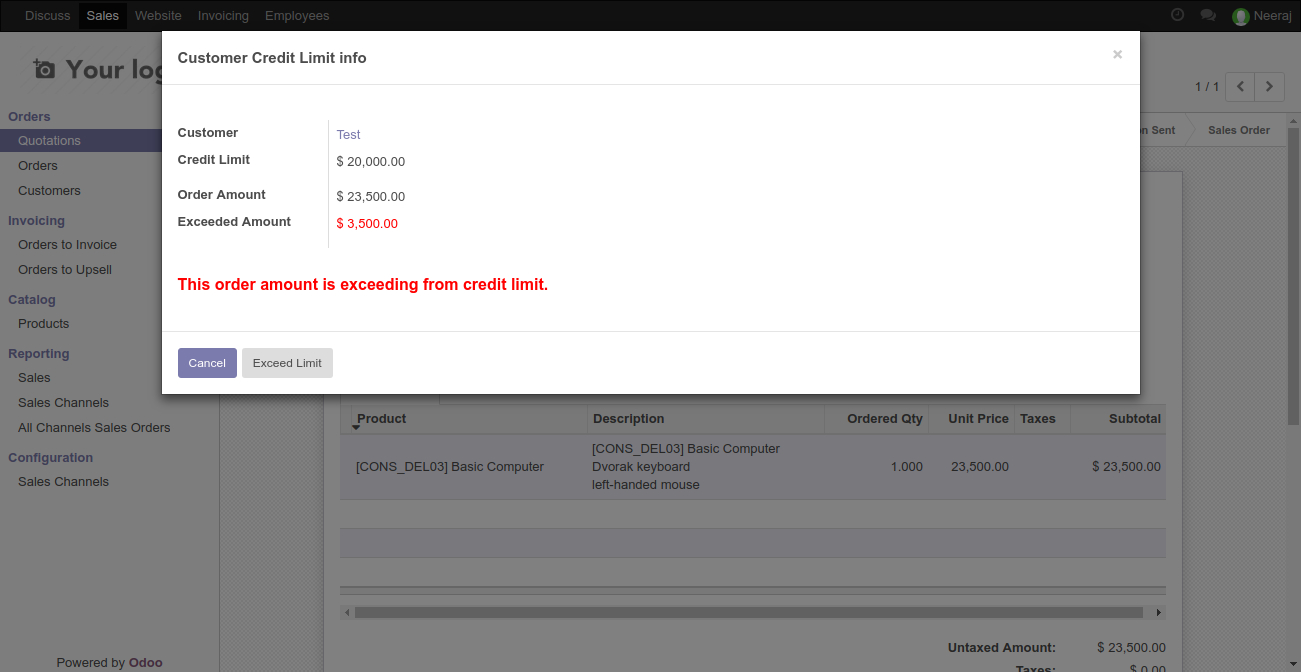 Discuss Sales Website Invoicing Employees Neeraj
Customer Credit Limit info ×
Your log
1 / 1
Orders
Quotations
Orders
Customers
Invoicing
Orders to Invoice
Orders to Upsell
Catalog
Products
Reporting
Sales
Sales Channels
All Channels Sales Orders
Configuration
Sales Channels
Powered by Odoo
Customer Test
Credit Limit $ 20,000.00
Order Amount $ 23,500.00
Exceeded Amount $ 3,500.00
This order amount is exceeding from credit limit.
Cancel Exceed Limit
n Sent Sales Order
Product Description Ordered Qty Unit Price Taxes Subtotal
[CONS_DEL03] Basic Computer [CONS_DEL03] Basic Computer 1.000 23,500.00 $ 23,500.00
Dvorak keyboard
left-handed mouse
Untaxed Amount: $ 23,500.00
Taxes: $ 0.00